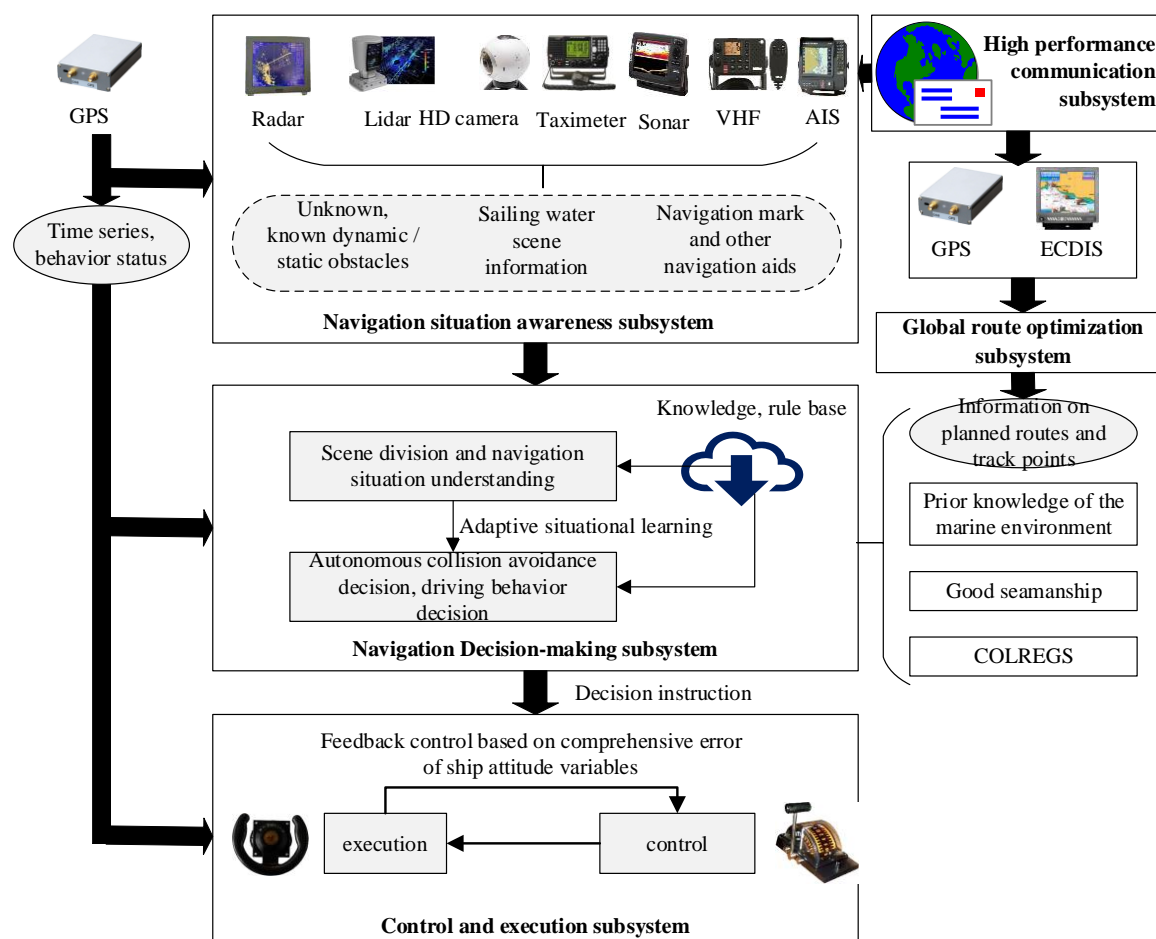 GPS
Radar
Lidar
HD camera
Taximeter
Sonar
VHF
AIS
High performance
communication
subsystem
Time series,
behavior status
Unknown,
known dynamic /
static obstacles
Sailing water
scene
information
Navigation mark
and other
navigation aids
Navigation situation awareness subsystem
GPS
ECDIS
Global route optimization
subsystem
Knowledge, rule base
Scene division and navigation
situation understanding
Adaptive situational learning
Autonomous collision avoidance
decision, driving behavior
decision
Navigation Decision-making subsystem
Information on
planned routes and
track points
Prior knowledge of the
marine environment
Good seamanship
COLREGS
Decision instruction
Feedback control based on comprehensive error
of ship attitude variables
execution
control
Control and execution subsystem